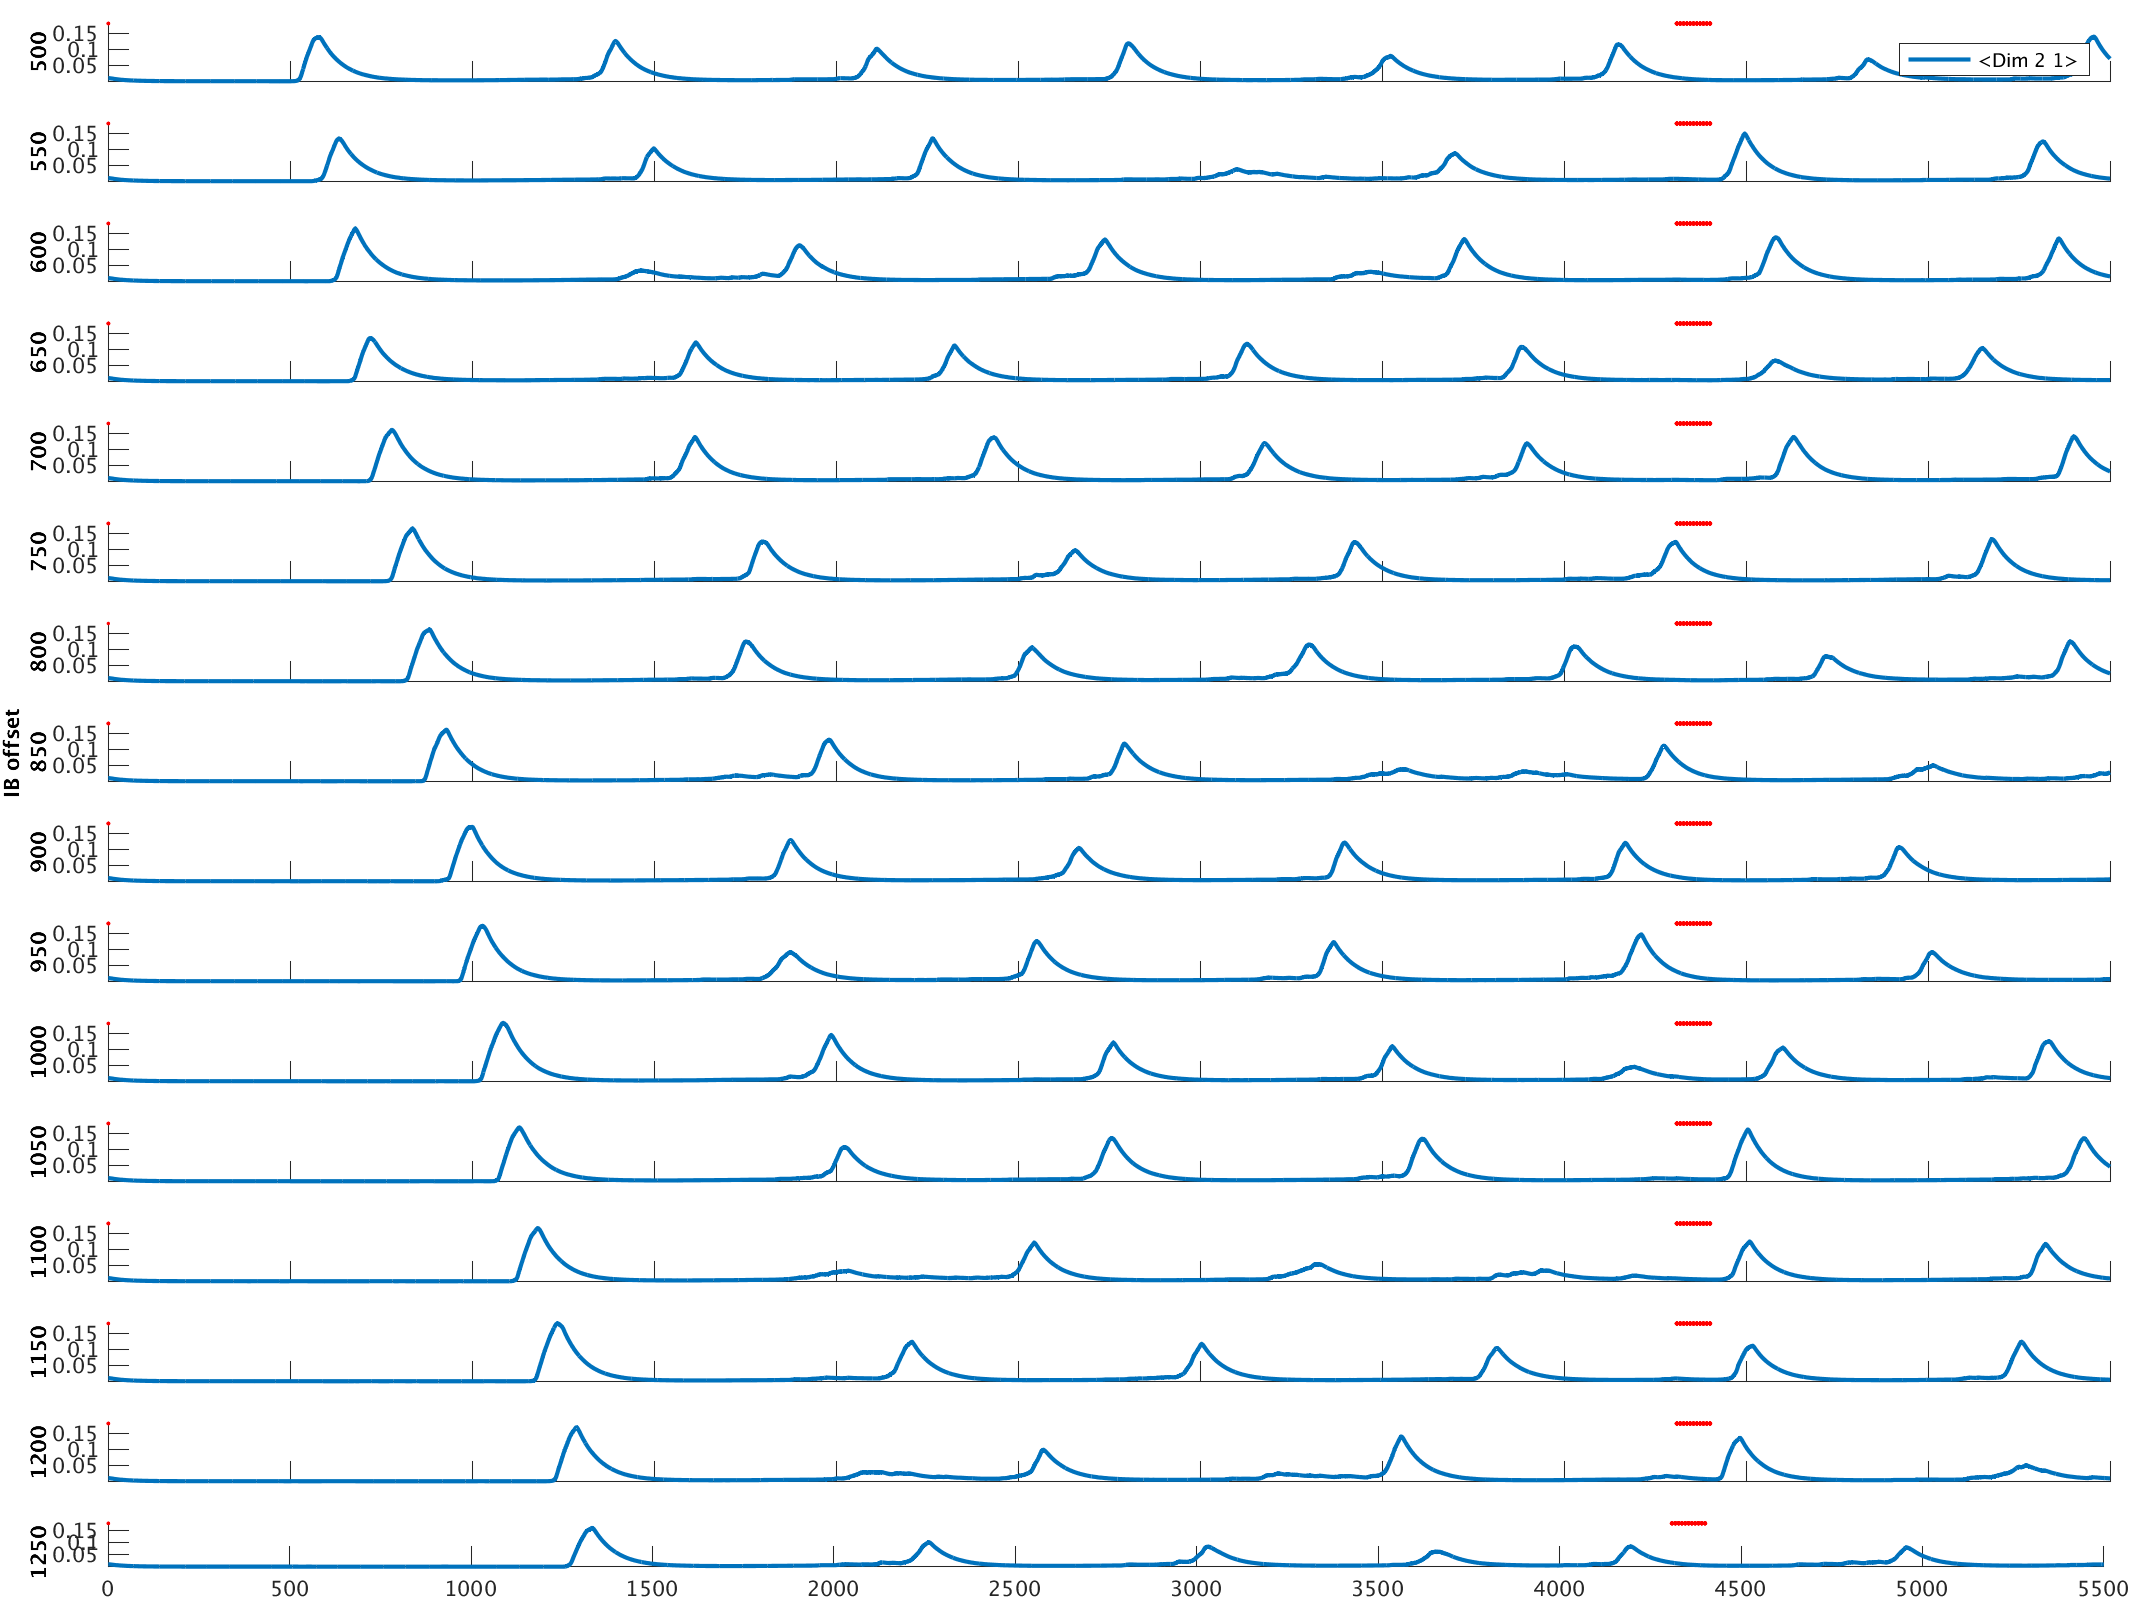 500 0.15 0.1 0.05
<Dim 2 1>
550 0.15 0.1 0.05
600 0.15 0.1 0.05
650 0.15 0.1 0.05
700 0.15 0.1 0.05
750 0.15 0.1 0.05
800 0.15 0.1 0.05
IB offset
850 0.15 0.1 0.05
900 0.15 0.1 0.05
950 0.15 0.1 0.05
1000 0.15 0.1 0.05
1050 0.15 0.1 0.05
1100 0.15 0.1 0.05
1150 0.15 0.1 0.05
1200 0.15 0.1 0.05
1250 0.15 0.1 0.05
0 500 1000 1500 2000 2500 3000 3500 4000 4500 5000 5500